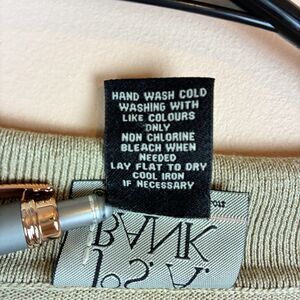 HAND WASH COLD
WASHING WITH
LIKE COLOURS
ONLY
NON CHLORINE
BLEACH WHEN
NEEDED
LAY FLAT TO DRY
COOL IRON
IF NECESSARY
J.S.
BANK